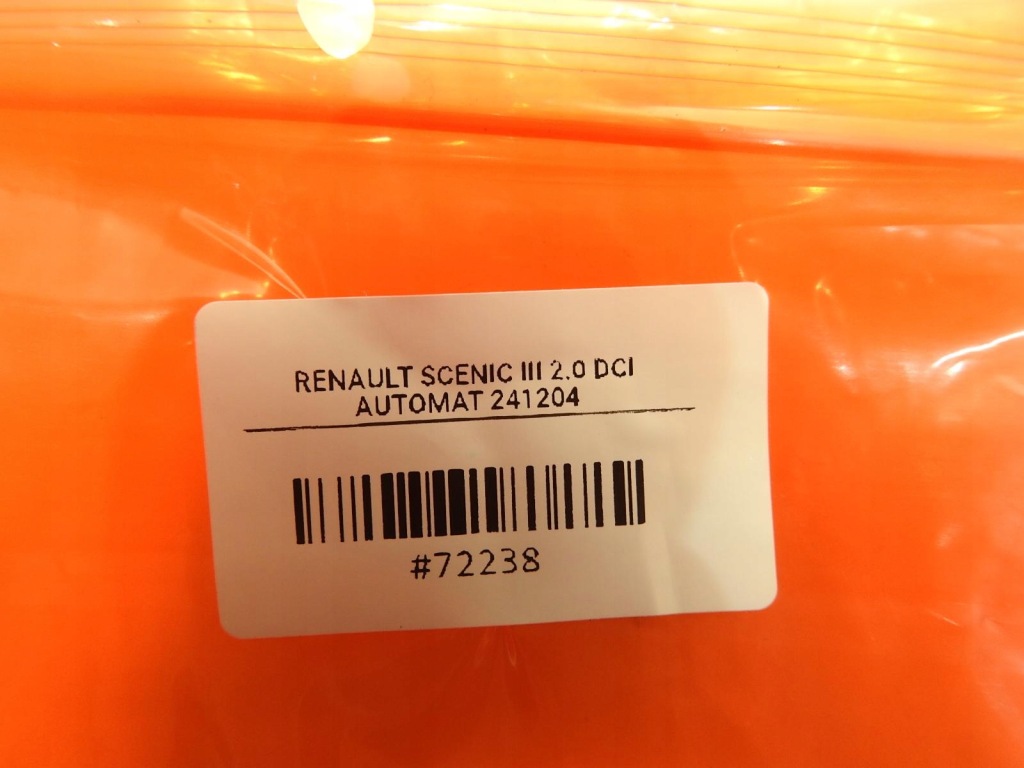 RENAULT SCENIC III 2.0 DCI
AUTOMAT 241204
#72238